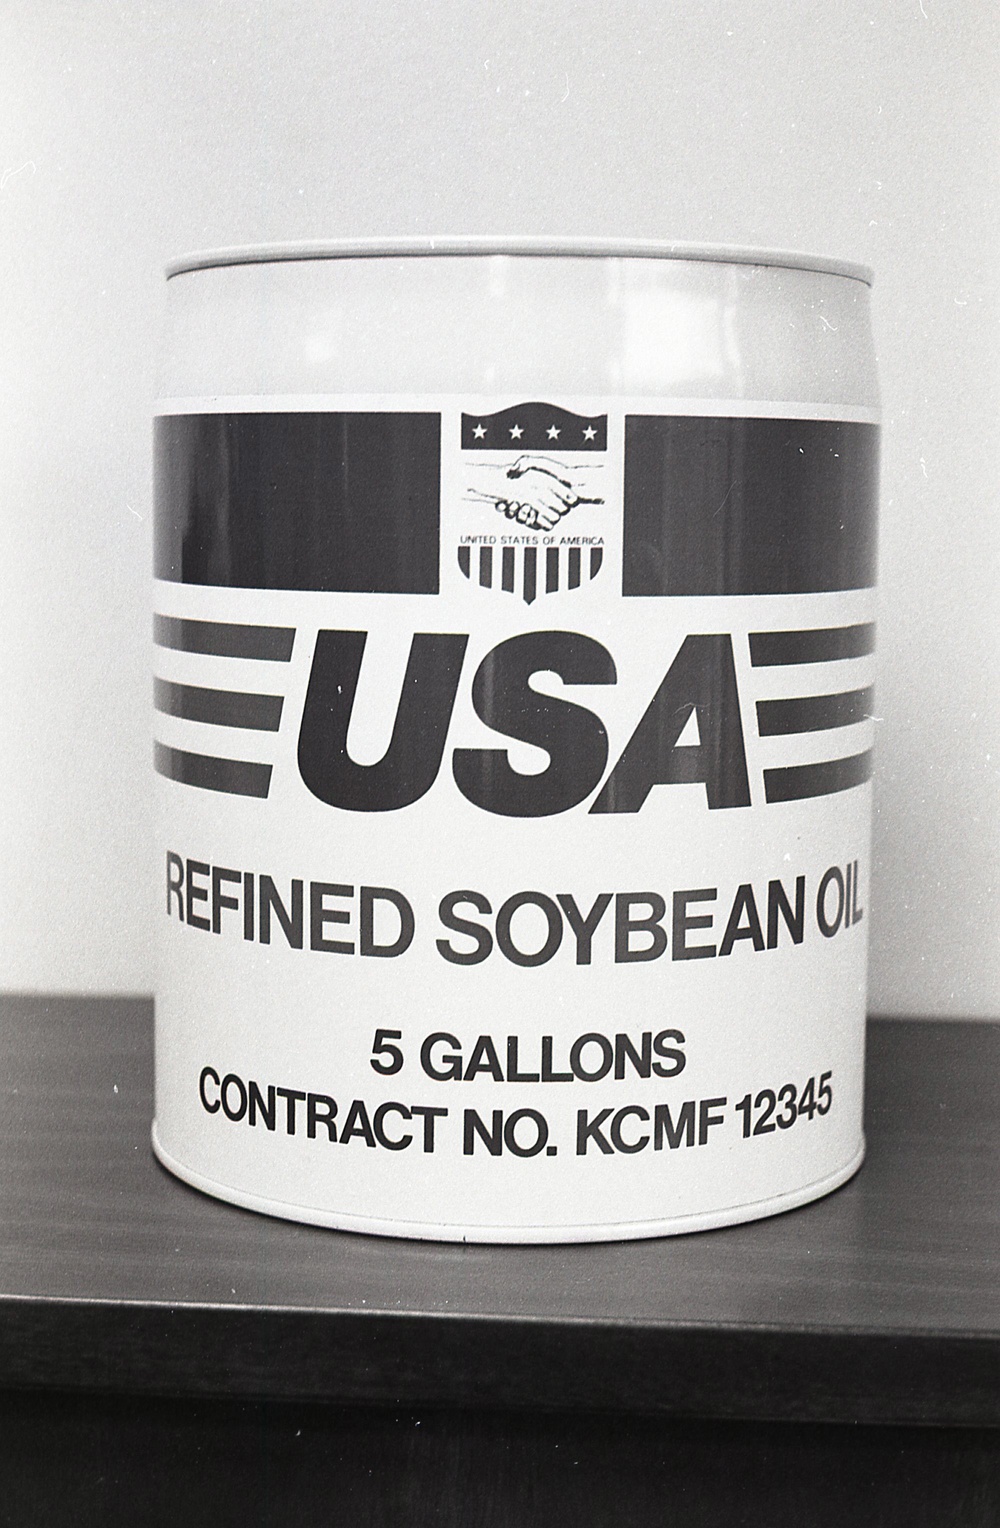 UNITED STATES OF AMERICA
USA
REFINED SOYBEAN OIL
5 GALLONS
CONTRACT NO. KCMF 12345